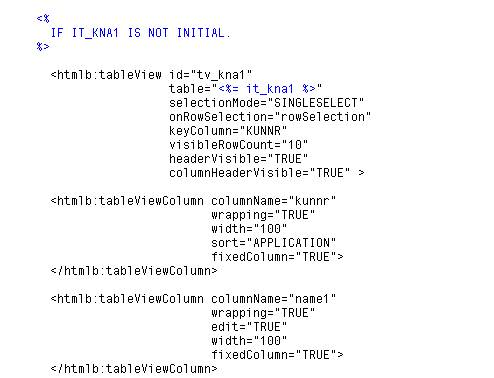 <%
IF IT_KNA1 IS NOT INITIAL.
%>
<htmlb:tableView id="tv_kna1"
table="<%= it_kna1 %>"
selectionMode="SINGLESELECT"
onRowSelection="rowSelection"
keyColumn="KUNNR"
visibleRowCount="10"
headerVisible="TRUE"
columnHeaderVisible="TRUE" >
<htmlb:tableViewColumn columnName="kunnr"
wrapping="TRUE"
width="100"
sort="APPLICATION"
fixedColumn="TRUE">
</htmlb:tableViewColumn>
<htmlb:tableViewColumn columnName="name1"
wrapping="TRUE"
edit="TRUE"
width="100"
fixedColumn="TRUE">
</htmlb:tableViewColumn>